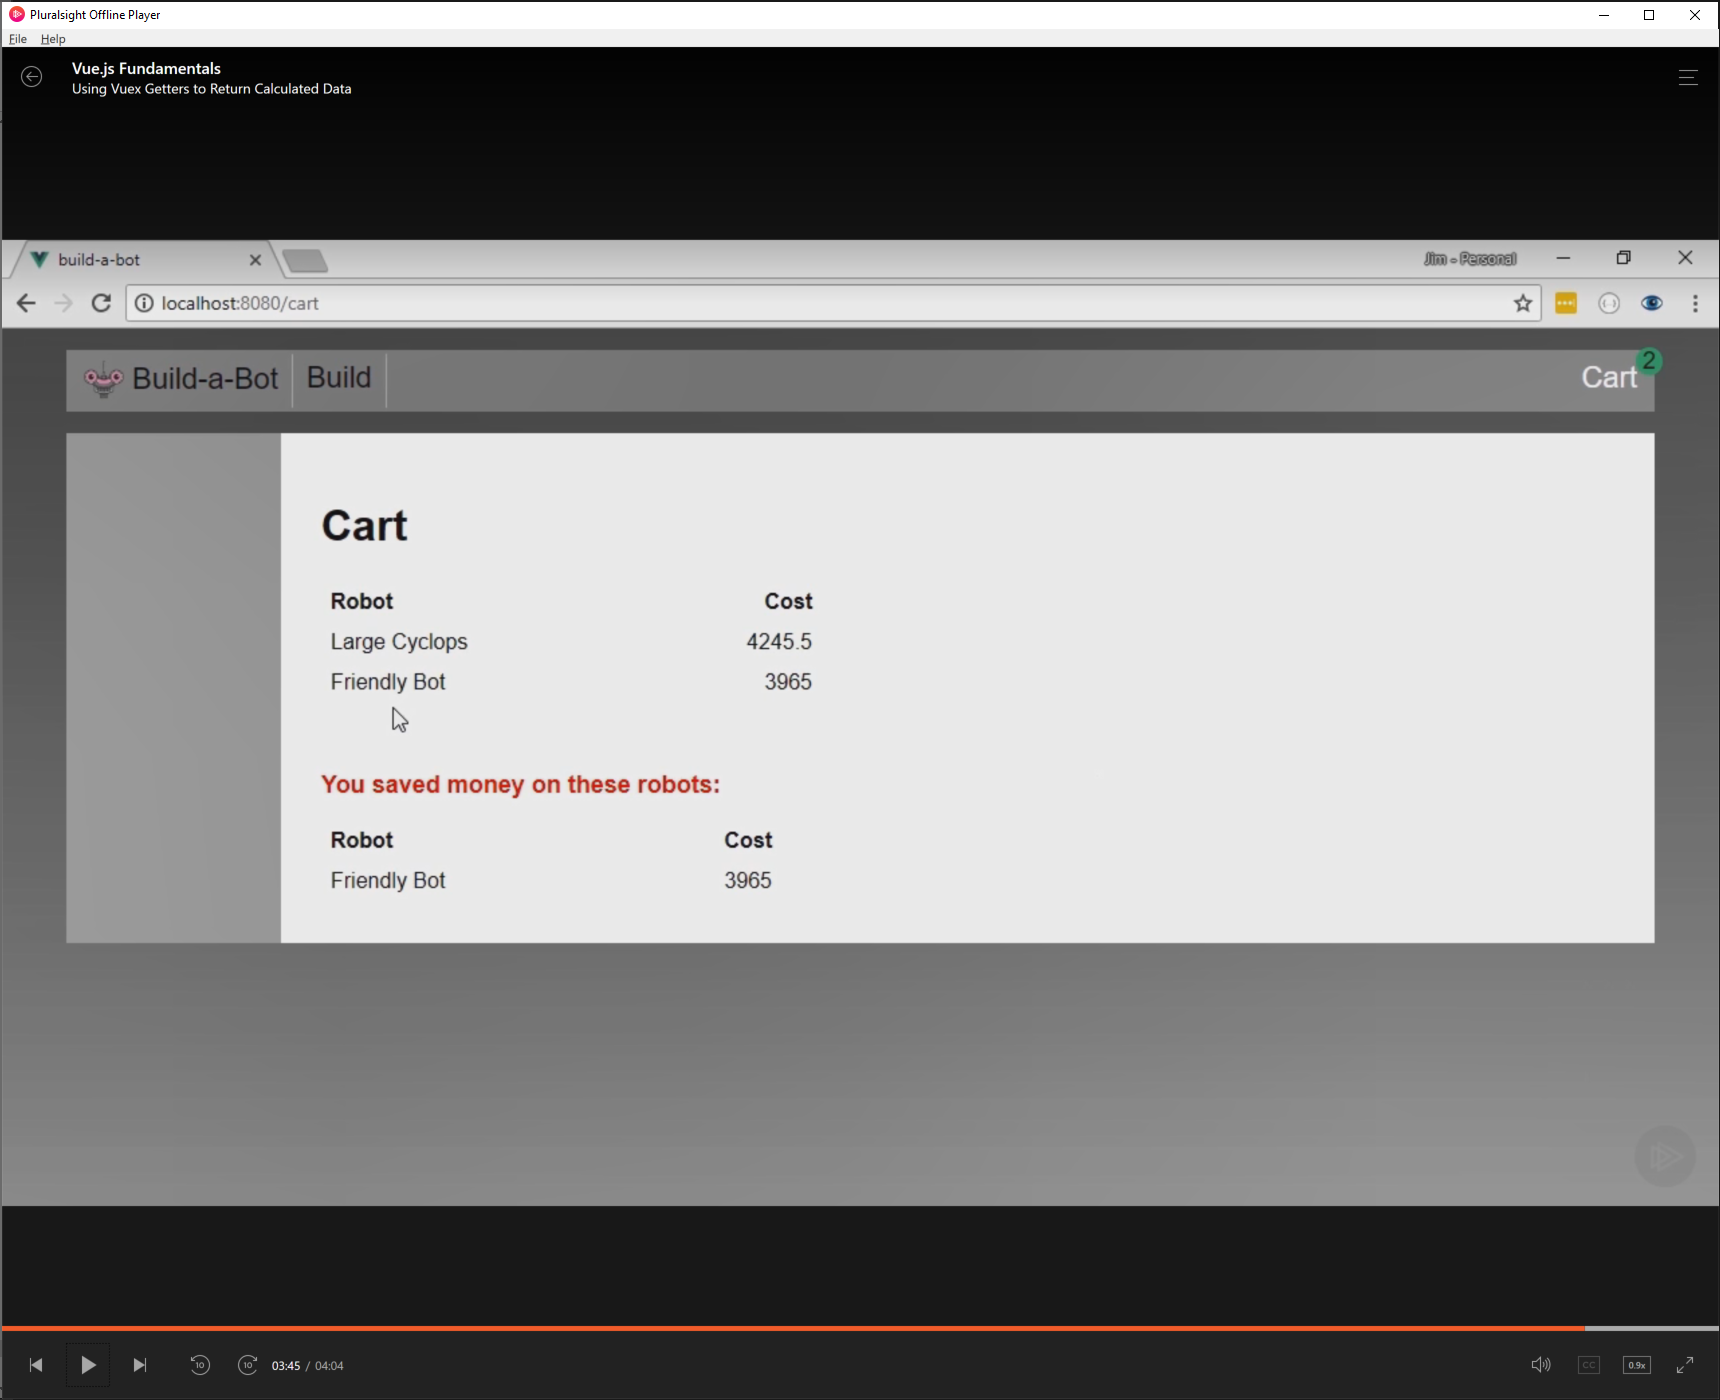 Pluralsight Offline Player
File Help
Vue.js Fundamentals
Using Vuex Getters to Return Calculated Data
build-a-bot
Jim - Personal
localhost:8080/cart
Build-a-Bot Build Cart 2
Cart
Robot Cost
Large Cyclops 4245.5
Friendly Bot 3965
You saved money on these robots:
Robot Cost
Friendly Bot 3965
10 10 03:45 / 04:04 CC 0.9x